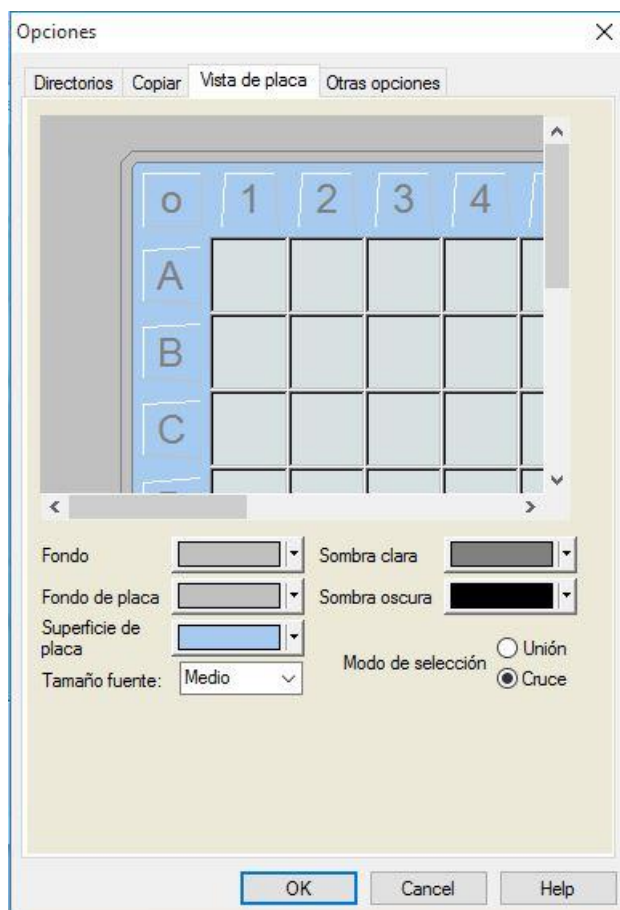 Opciones
Directorios Copiar Vista de placa Otras opciones
o 1 2 3 4
A
B
C
Fondo Sombra clara
Fondo de placa Sombra oscura
Superficie de
placa
Unión
Modo de selección
Tamaño fuente: Medio Cruce
OK Cancel Help